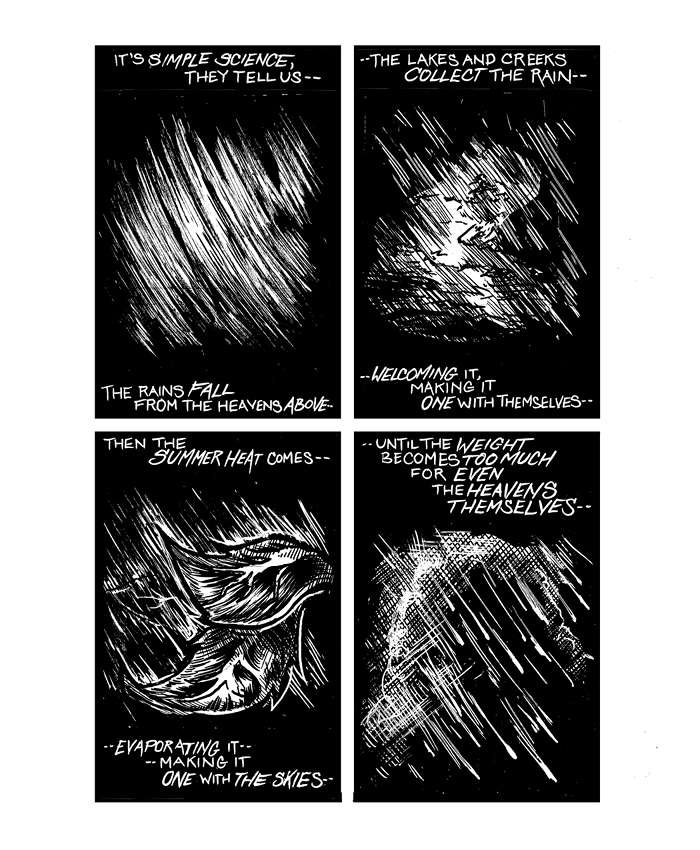 IT'S SIMPLE SCIENCE,
THEY TELL US--
THE RAINS FALL
FROM THE HEAVENS ABOVE--
--THE LAKES AND CREEKS
COLLECT THE RAIN--
--WELCOMING IT,
MAKING IT
ONE WITH THEMSELVES--
THEN THE
SUMMER HEAT COMES--
--EVAPORATING IT--
--MAKING IT
ONE WITH THE SKIES--
--UNTIL THE WEIGHT
BECOMES TOO MUCH
FOR EVEN
THE HEAVENS
THEMSELVES--